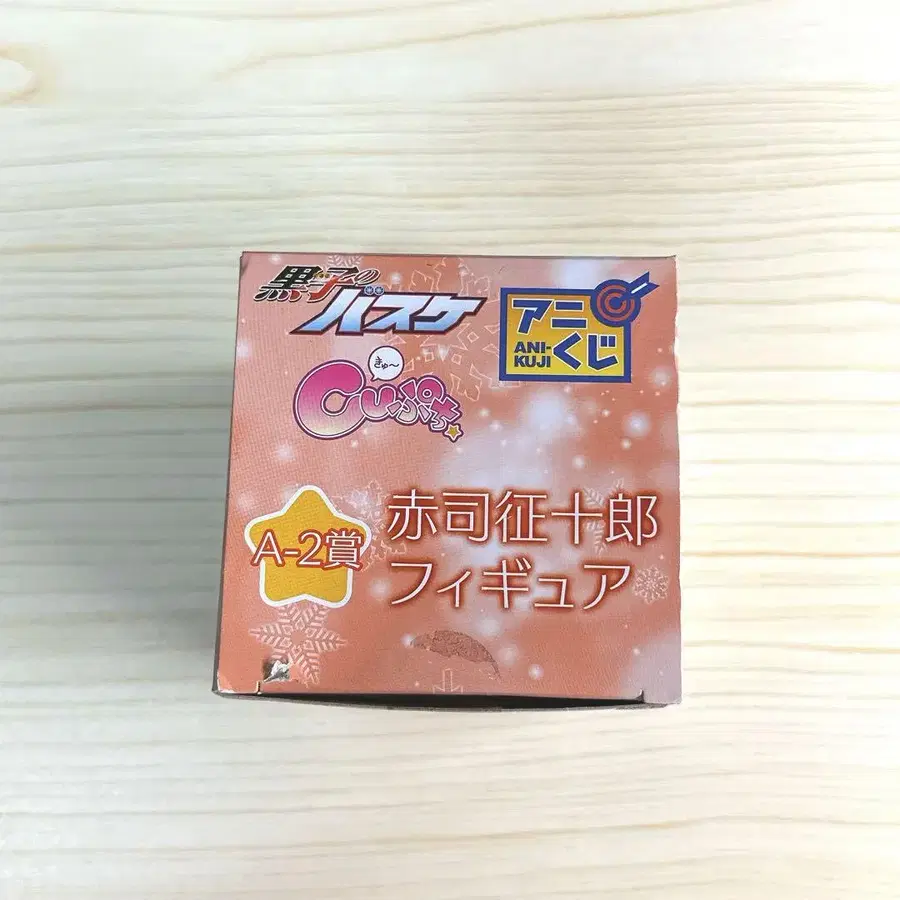 黒子の
バスケ
アニ
ANI-
KUJI
くじ
きゅ〜
Cuぷち
A-2賞
赤司征十郎
フィギュア